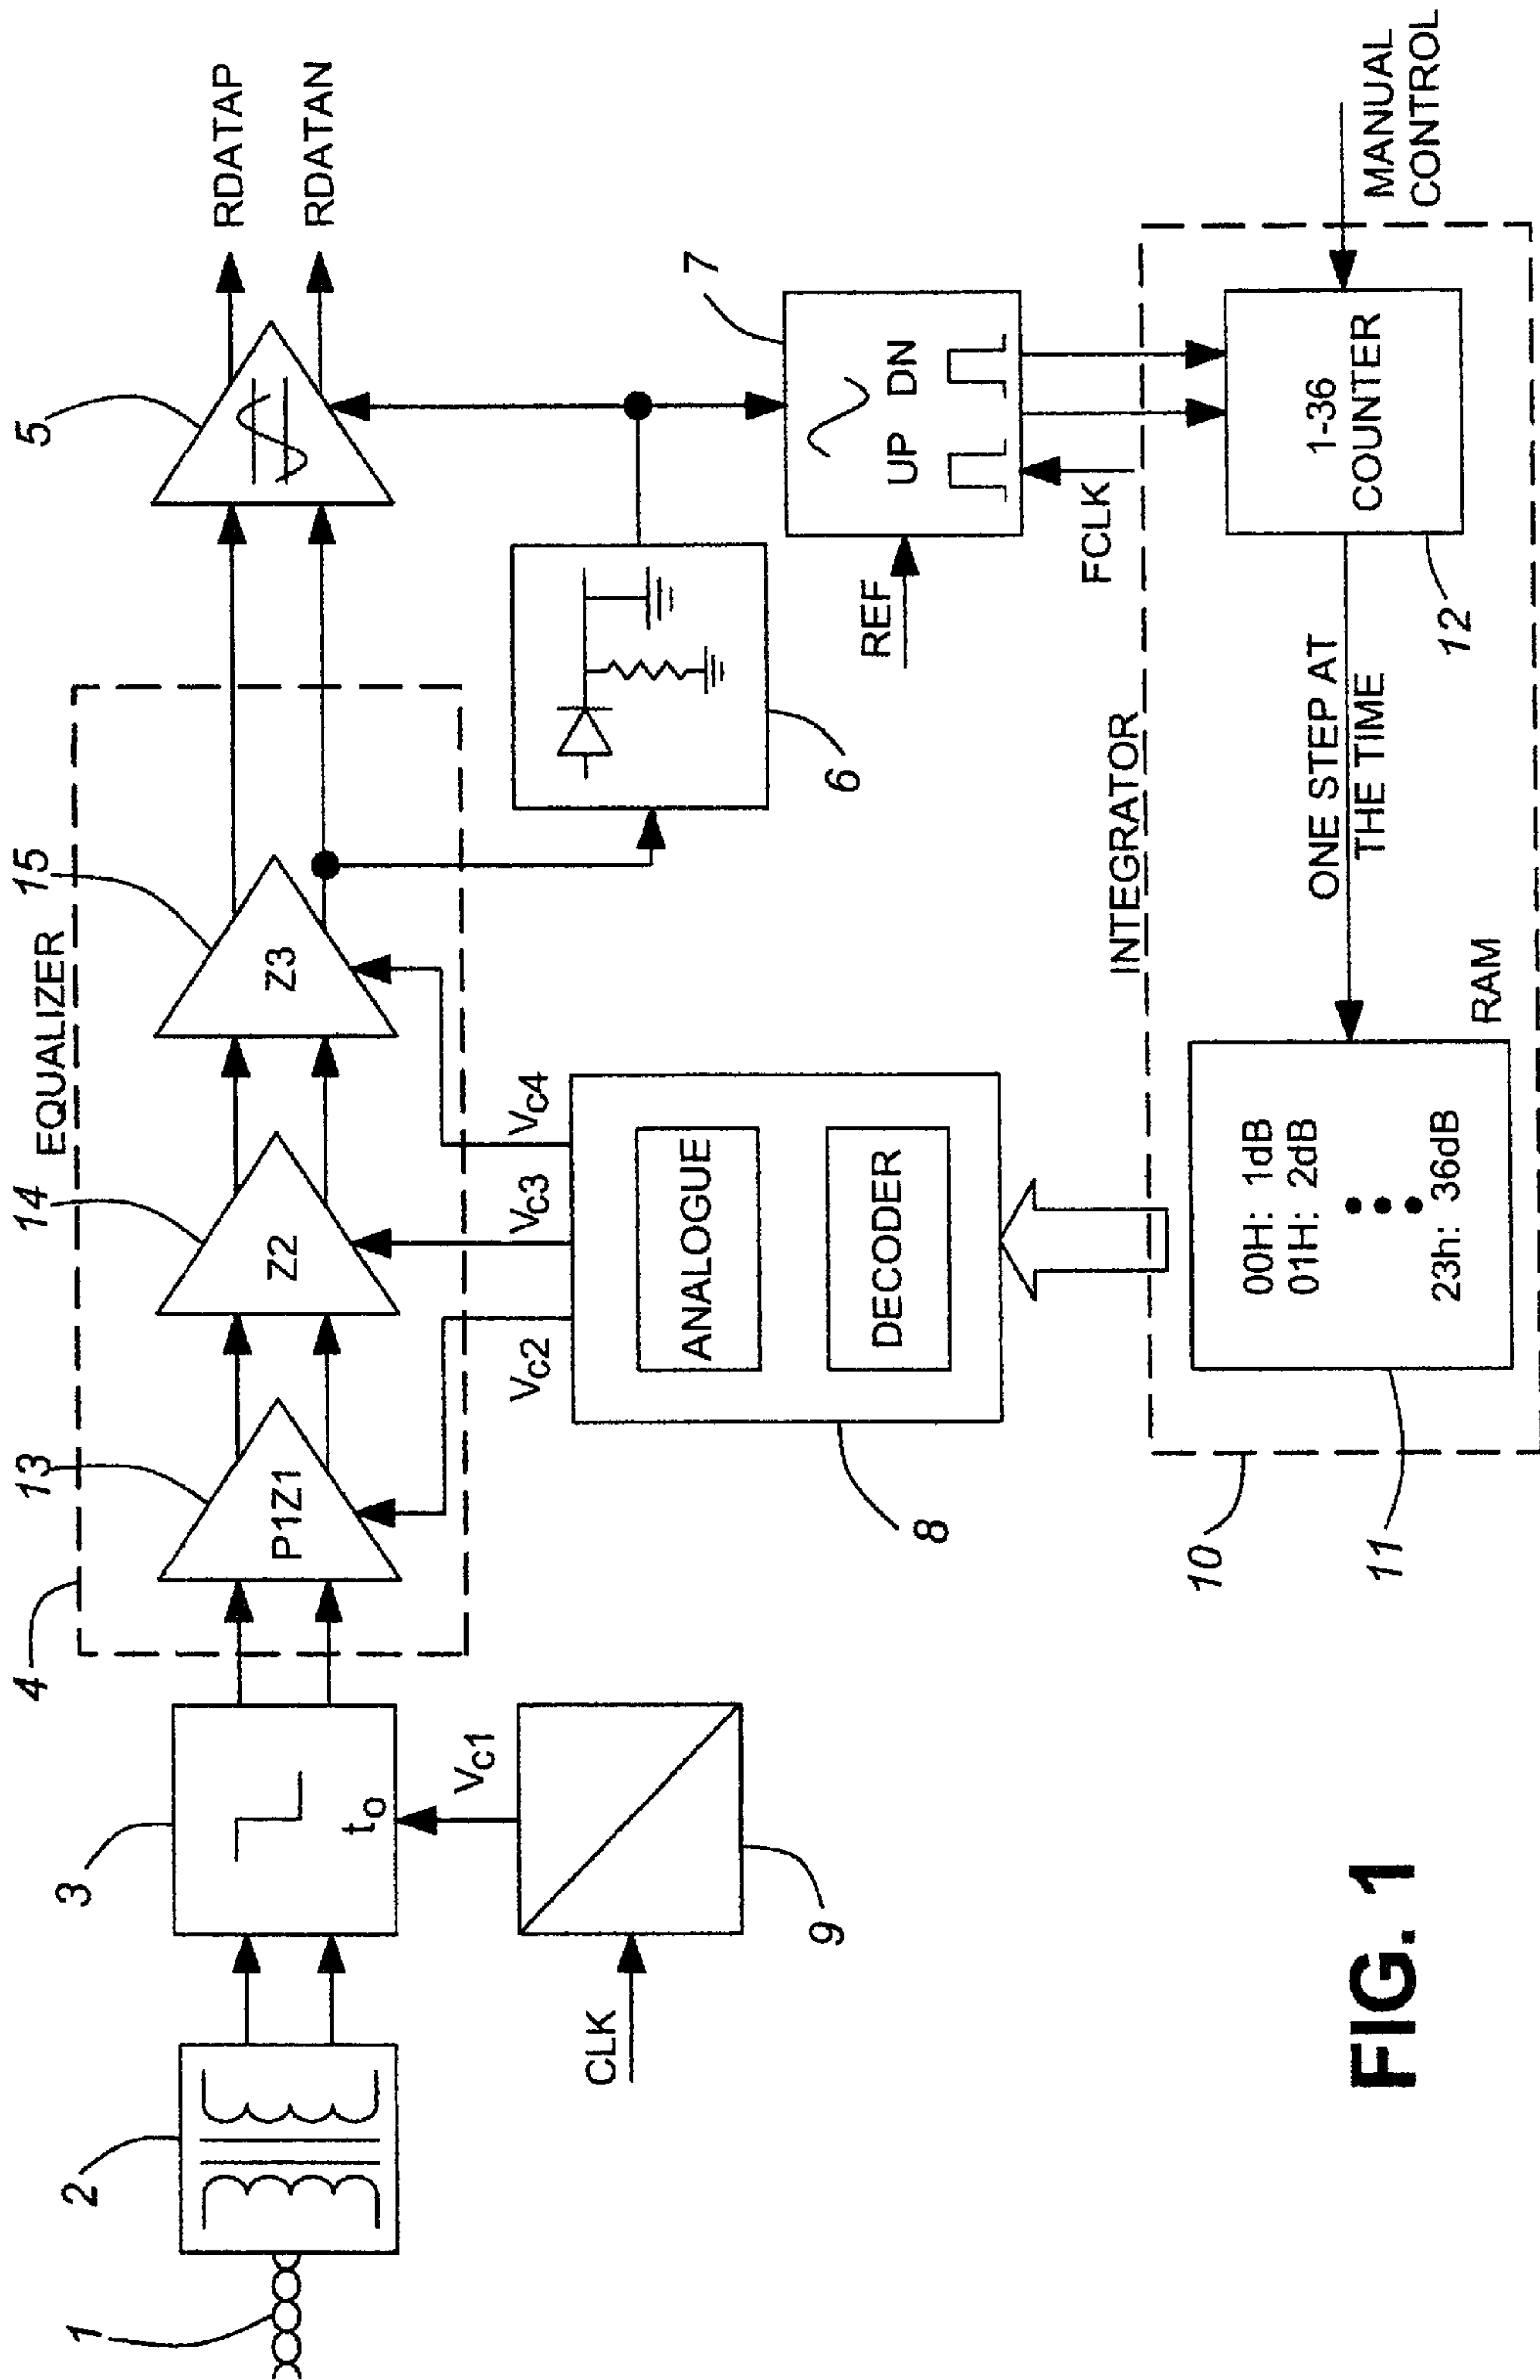 EQUALIZER
4
13
14
15
5
P1Z1
Z2
Z3
RDATAP
RDATAN
1
2
3
t0
Vc1
CLK
9
Vc2
Vc3
Vc4
ANALOGUE
DECODER
8
6
7
UP DN
REF
FCLK
INTEGRATOR
10
00H: 1dB
01H: 2dB
23h: 36dB
11
RAM
ONE STEP AT
THE TIME
1-36
COUNTER
12
MANUAL
CONTROL
FIG. 1